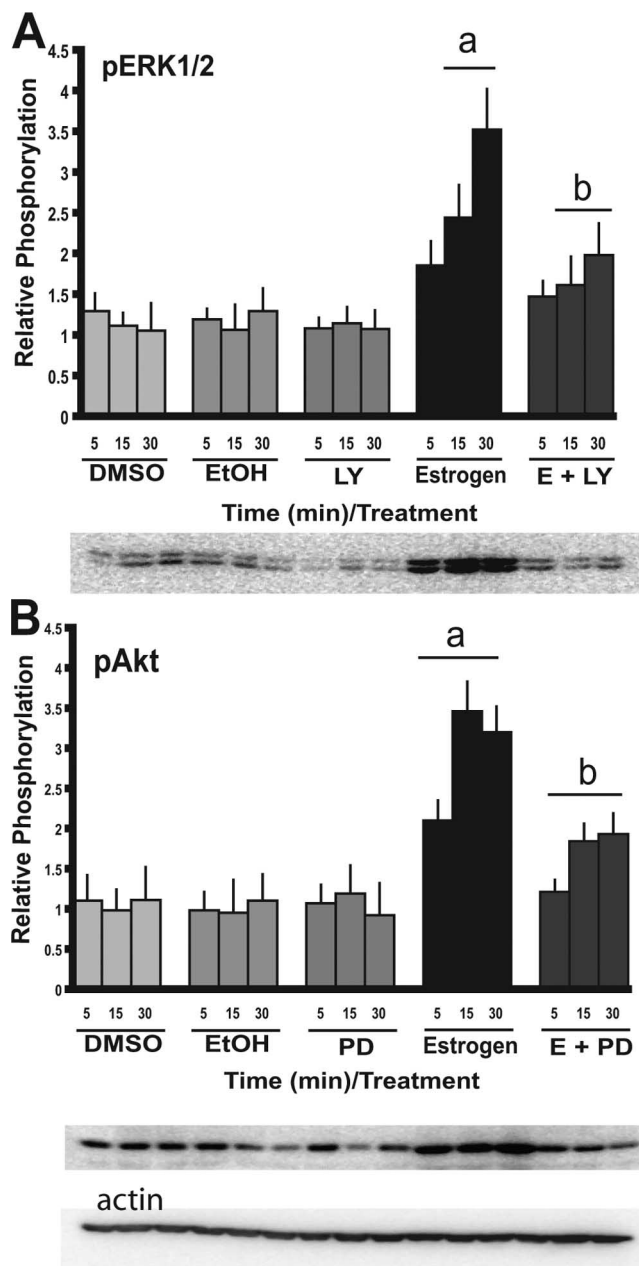 A
pERK1/2
a
b
Relative Phosphorylation
4.5
4
3.5
3
2.5
2
1.5
1
0.5
0
5 15 30 5 15 30 5 15 30 5 15 30 5 15 30
DMSO EtOH LY Estrogen E + LY
Time (min)/Treatment
B
pAkt
a
b
Relative Phosphorylation
4.5
4
3.5
3
2.5
2
1.5
1
0.5
0
5 15 30 5 15 30 5 15 30 5 15 30 5 15 30
DMSO EtOH PD Estrogen E + PD
Time (min)/Treatment
actin